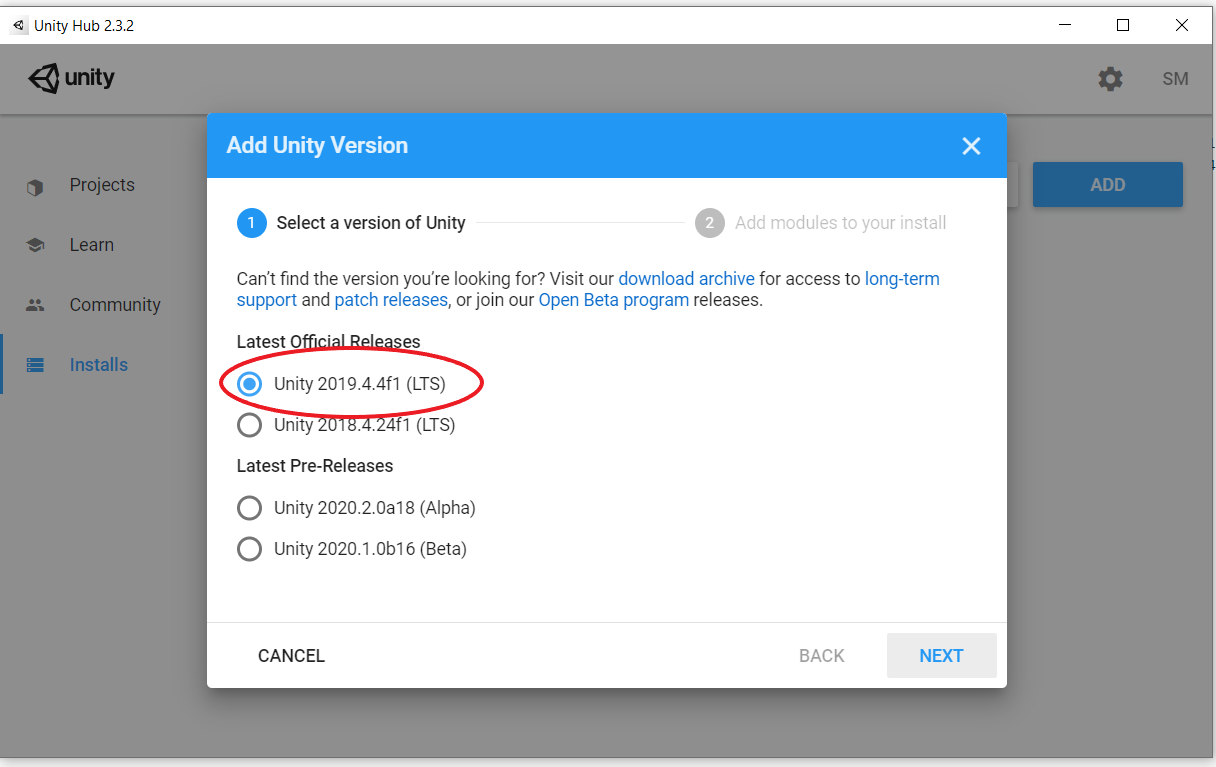 Unity Hub 2.3.2
unity
SM
Add Unity Version
Projects
ADD
1 Select a version of Unity
2 Add modules to your install
Learn
Can't find the version you're looking for? Visit our download archive for access to long-term
support and patch releases, or join our Open Beta program releases.
Community
Latest Official Releases
Installs
Unity 2019.4.4f1 (LTS)
Unity 2018.4.24f1 (LTS)
Latest Pre-Releases
Unity 2020.2.0a18 (Alpha)
Unity 2020.1.0b16 (Beta)
CANCEL
BACK
NEXT